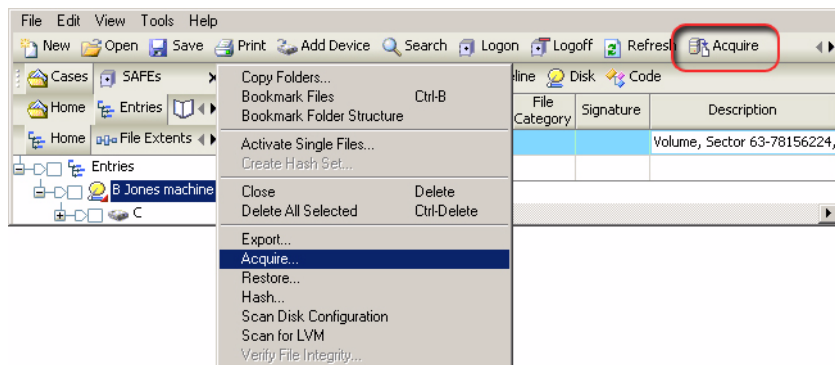 File Edit View Tools Help
New Open Save Print Add Device Search Logon Logoff Refresh Acquire
Cases SAFEs
Disk Code
Home Entries
File Category Signature Description
Home File Extents
Volume, Sector 63-78156224,
Entries
B Jones machine
C
Copy Folders...
Bookmark Files Ctrl-B
Bookmark Folder Structure
Activate Single Files...
Create Hash Set...
Close Delete
Delete All Selected Ctrl-Delete
Export...
Acquire...
Restore...
Hash...
Scan Disk Configuration
Scan for LVM
Verify File Integrity...